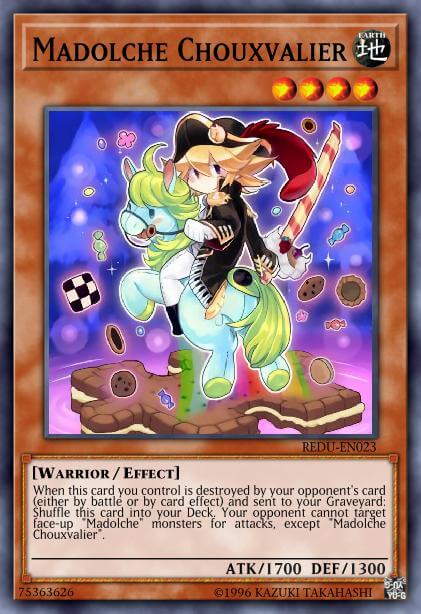 Madolche Chouxvalier
EARTH
地
REDU-EN023
[Warrior / Effect]
When this card you control is destroyed by your opponent's card
(either by battle or by card effect) and sent to your Graveyard:
Shuffle this card into your Deck. Your opponent cannot target
face-up "Madolche" monsters for attacks, except "Madolche
Chouxvalier".
ATK/1700 DEF/1300
75363626
©1996 KAZUKI TAKAHASHI